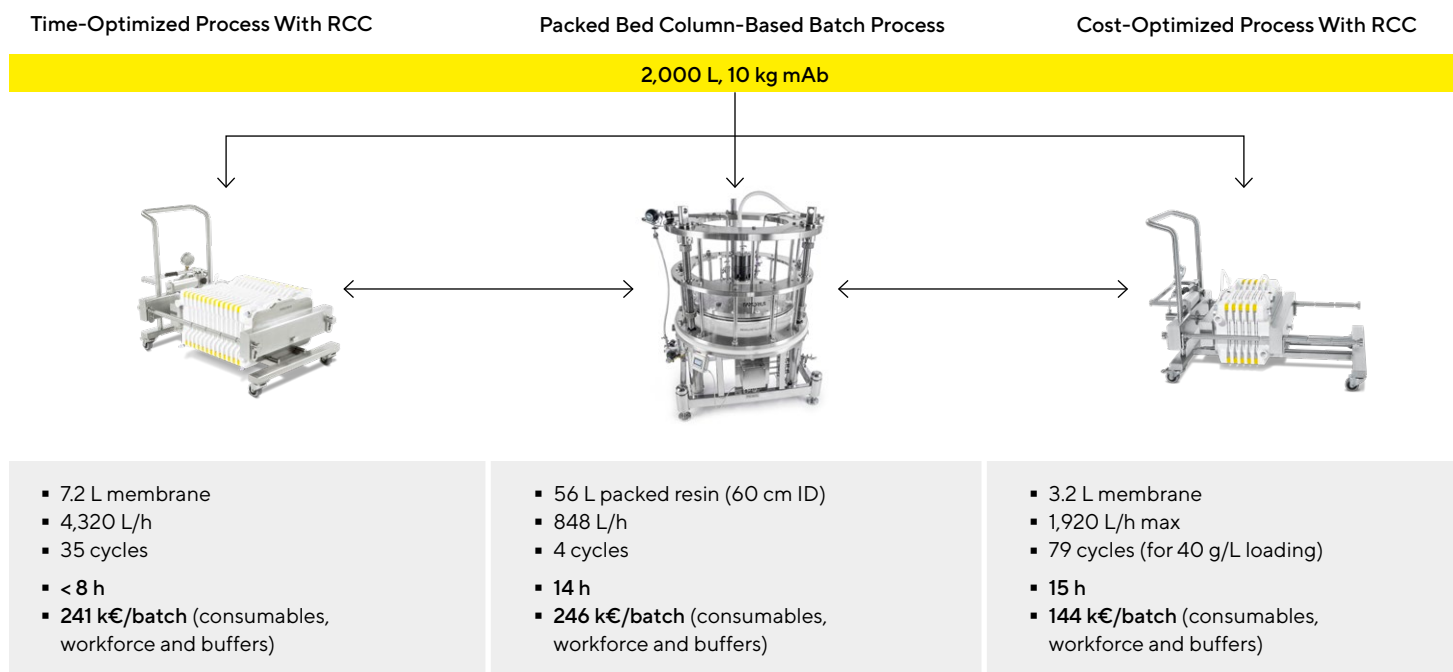 Time-Optimized Process With RCC
Packed Bed Column-Based Batch Process
Cost-Optimized Process With RCC
2,000 L, 10 kg mAb
▪ 7.2 L membrane
▪ 4,320 L/h
▪ 35 cycles
▪ < 8 h
▪ 241 k€/batch (consumables,
workforce and buffers)
▪ 56 L packed resin (60 cm ID)
▪ 848 L/h
▪ 4 cycles
▪ 14 h
▪ 246 k€/batch (consumables,
workforce and buffers)
▪ 3.2 L membrane
▪ 1,920 L/h max
▪ 79 cycles (for 40 g/L loading)
▪ 15 h
▪ 144 k€/batch (consumables,
workforce and buffers)